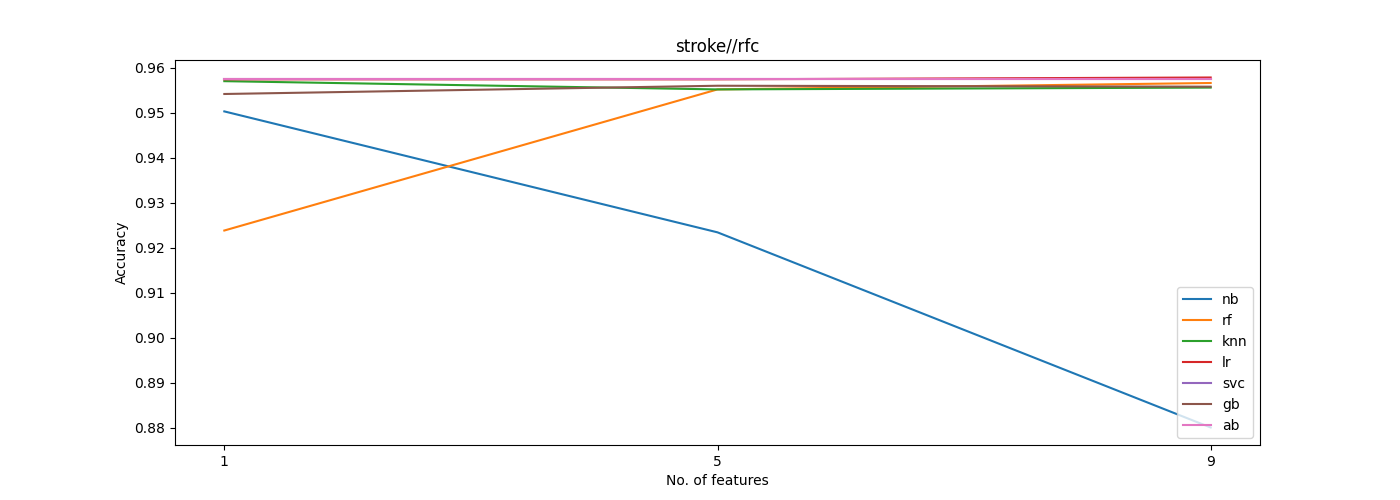 stroke//rfc
0.96
0.95
0.94
0.93
0.92
0.91
0.90
0.89
0.88
Accuracy
1 5 9
No. of features
nb
rf
knn
lr
svc
gb
ab